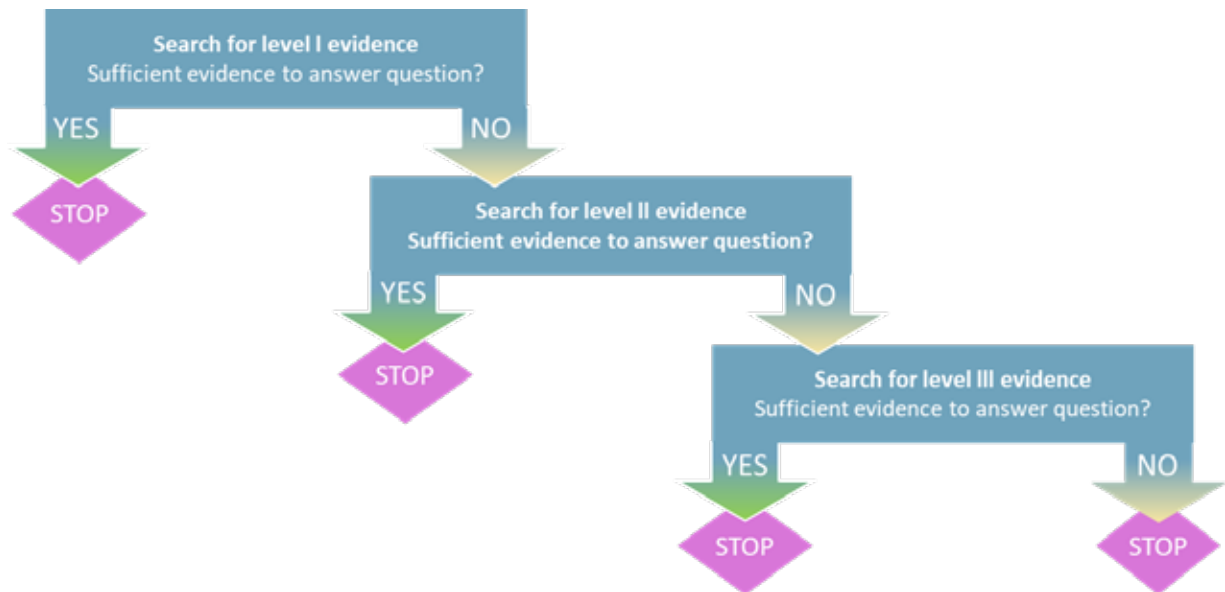 Search for level I evidence
Sufficient evidence to answer question?
YES
NO
STOP
Search for level II evidence
Sufficient evidence to answer question?
YES
NO
STOP
Search for level III evidence
Sufficient evidence to answer question?
YES
NO
STOP
STOP